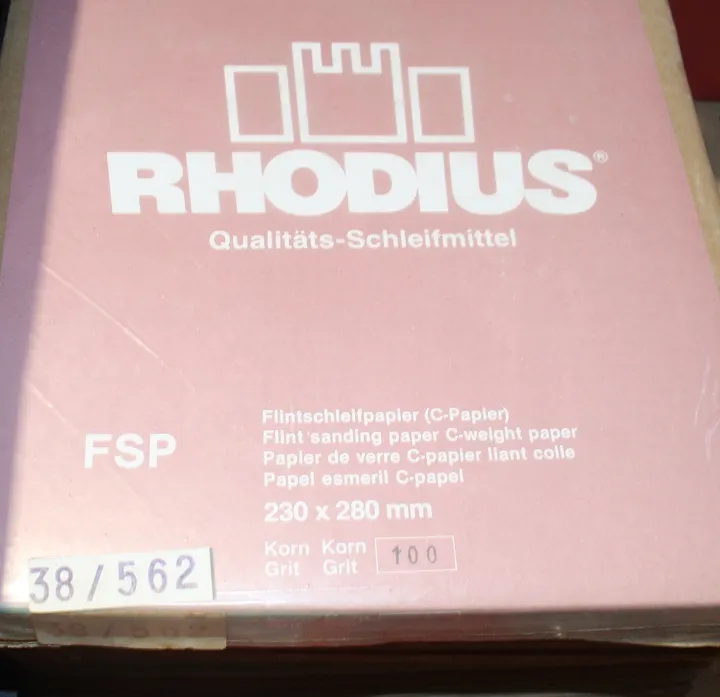 RHODIUS®
Qualitäts-Schleifmittel
FSP
Flintschleifpapier (C-Papier)
Flint sanding paper C-weight paper
Papier de verre C-papier liant colle
Papel esmeril C-papel
230 x 280 mm
Korn Korn 100
Grit Grit
38/562